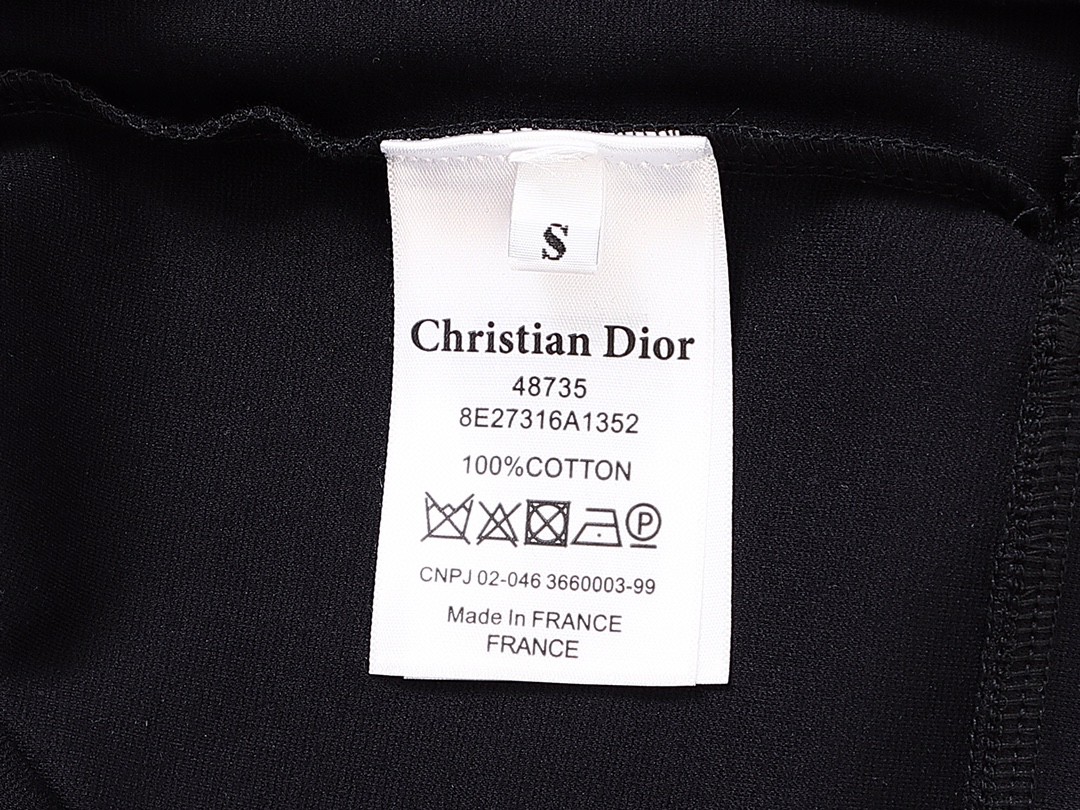 S
Christian Dior
48735
8E27316A1352
100%COTTON
P
CNPJ 02-046 3660003-99
Made In FRANCE
FRANCE